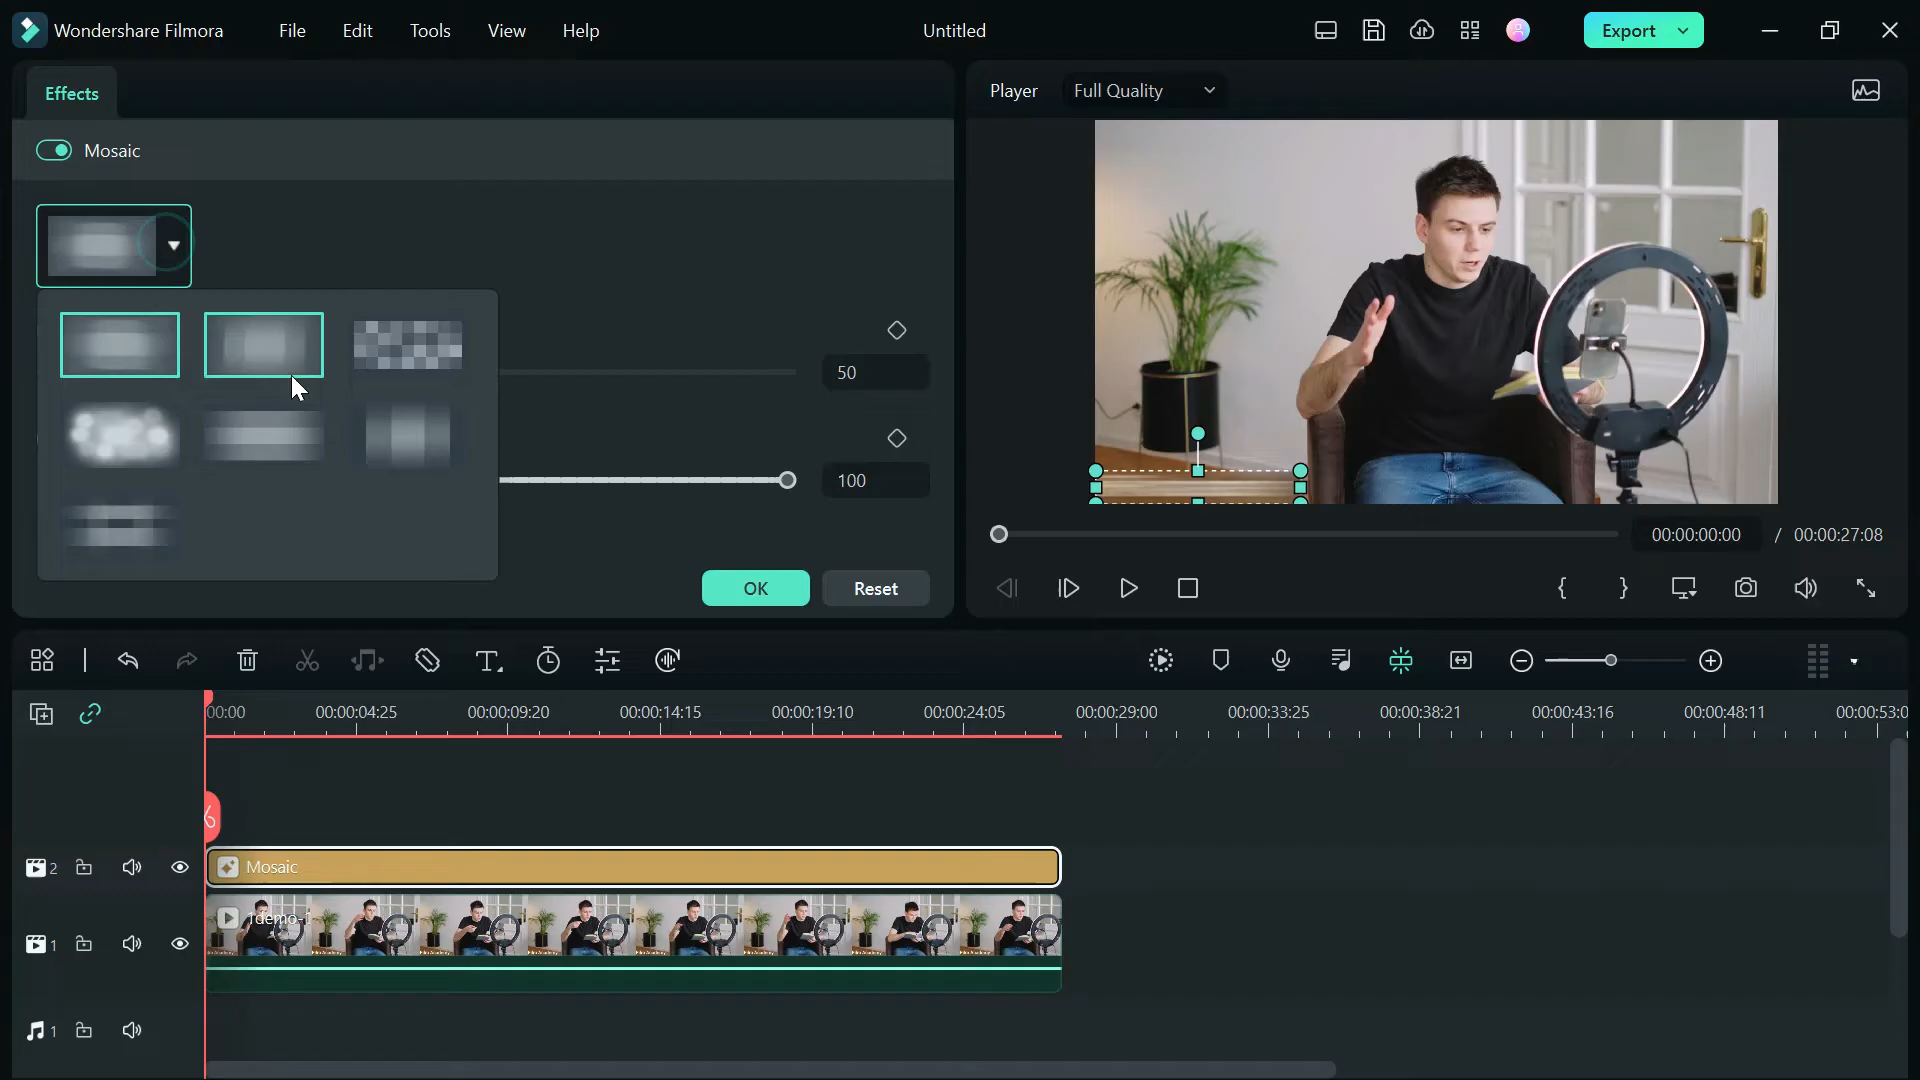 Wondershare Filmora File Edit Tools View Help Untitled Export
Effects
Player Full Quality
Mosaic
50
100
00:00:00:00 / 00:00:27:08
OK Reset
00:00 00:00:04:25 00:00:09:20 00:00:14:15 00:00:19:10 00:00:24:05 00:00:29:00 00:00:33:25 00:00:38:21 00:00:43:16 00:00:48:11 00:00:53:0
2 Mosaic
1 1demo-1
1